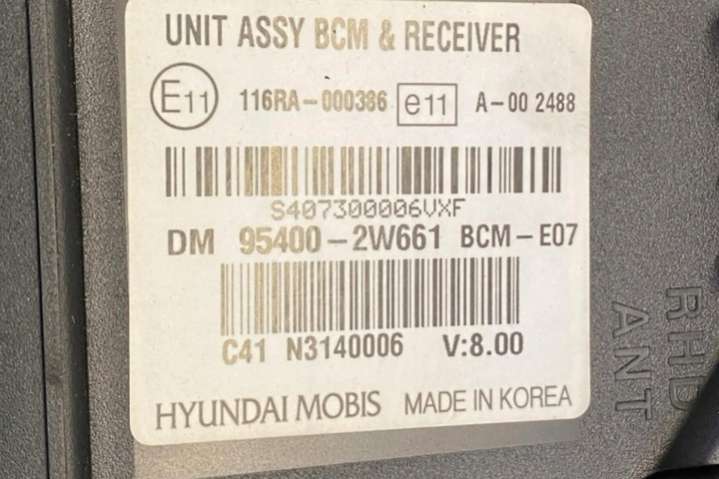 UNIT ASSY BCM & RECEIVER
E11 116RA-000386 e11 A-00 2488
S407300006VXF
DM 95400-2W661 BCM-E07
C41 N3140006 V:8.00
HYUNDAI MOBIS MADE IN KOREA
RHD
ANT